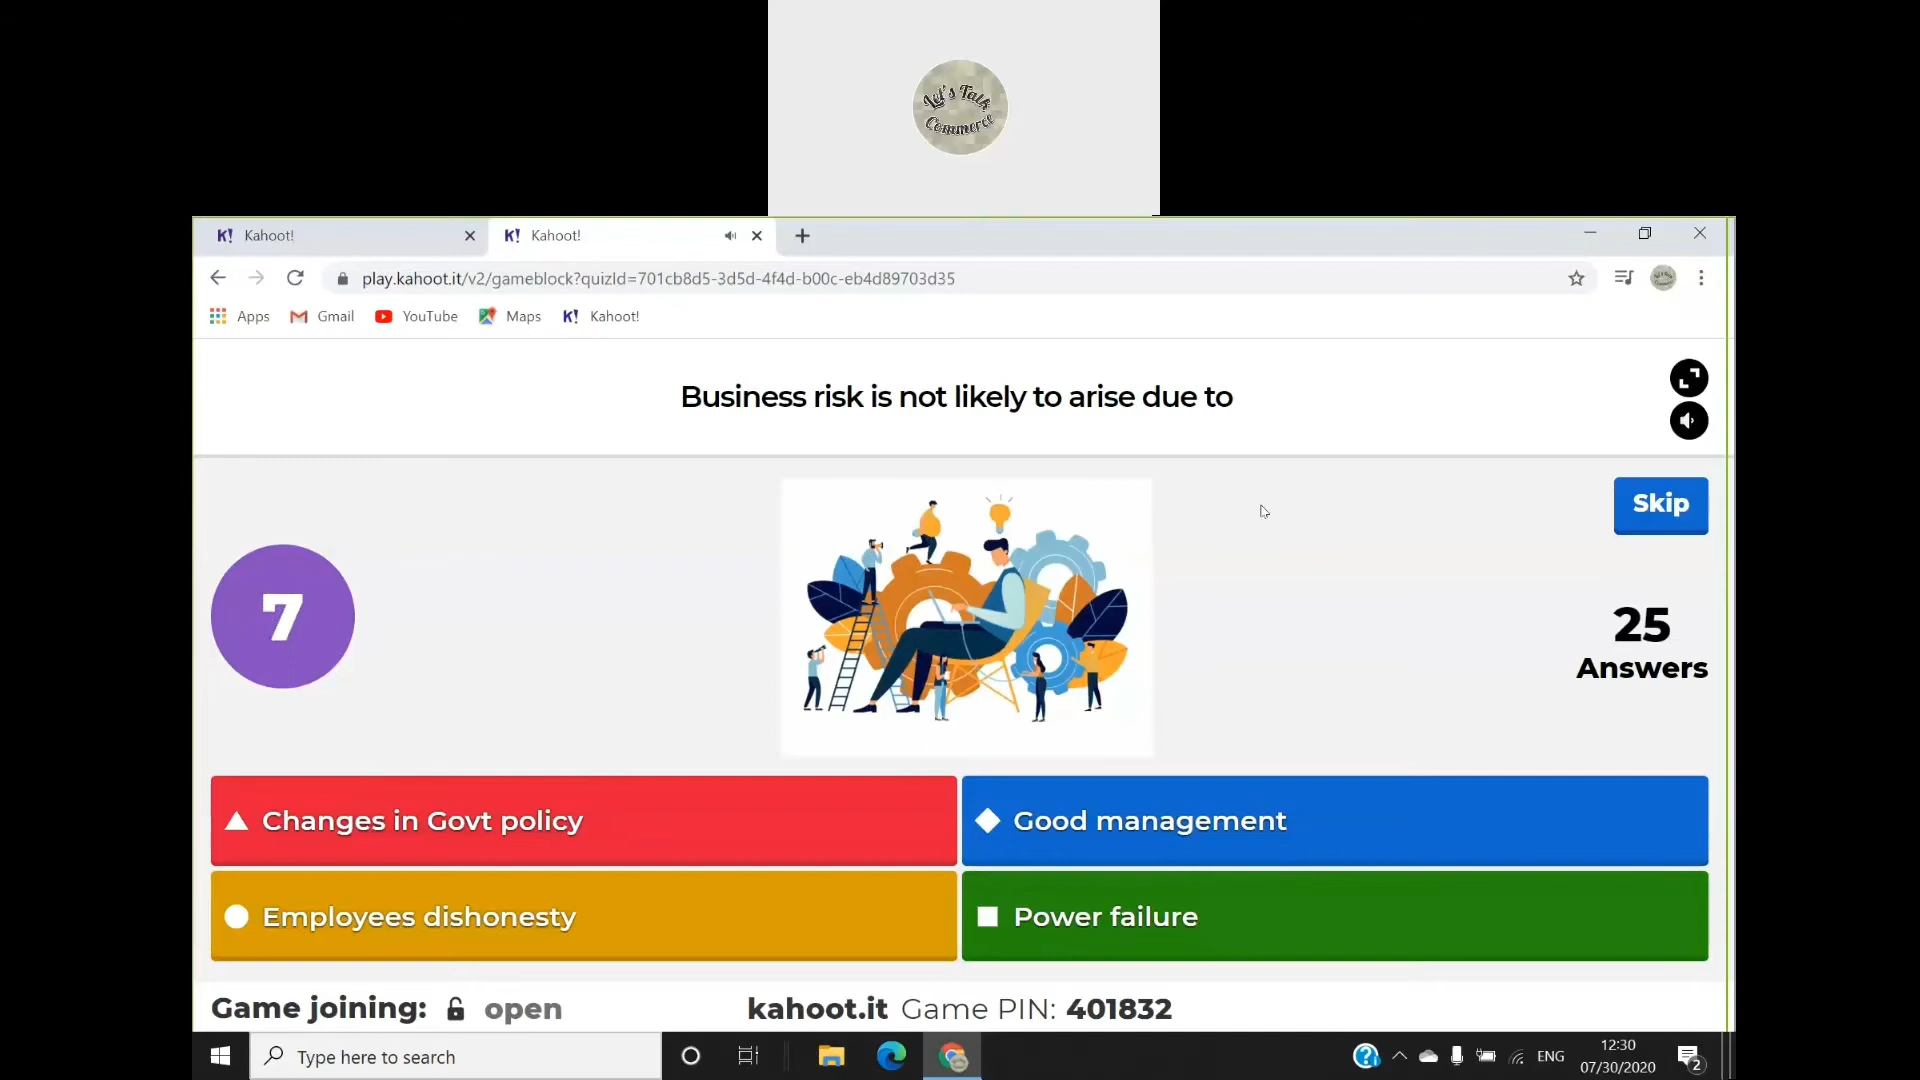 Let's Talk
Commerce
K! Kahoot!
K! Kahoot!
play.kahoot.it/v2/gameblock?quizId=701cb8d5-3d5d-4f4d-b00c-eb4d89703d35
Apps Gmail YouTube Maps K! Kahoot!
Business risk is not likely to arise due to
Skip
7
25
Answers
Changes in Govt policy
Good management
Employees dishonesty
Power failure
Game joining: open kahoot.it Game PIN: 401832
Type here to search
ENG
12:30
07/30/2020
2